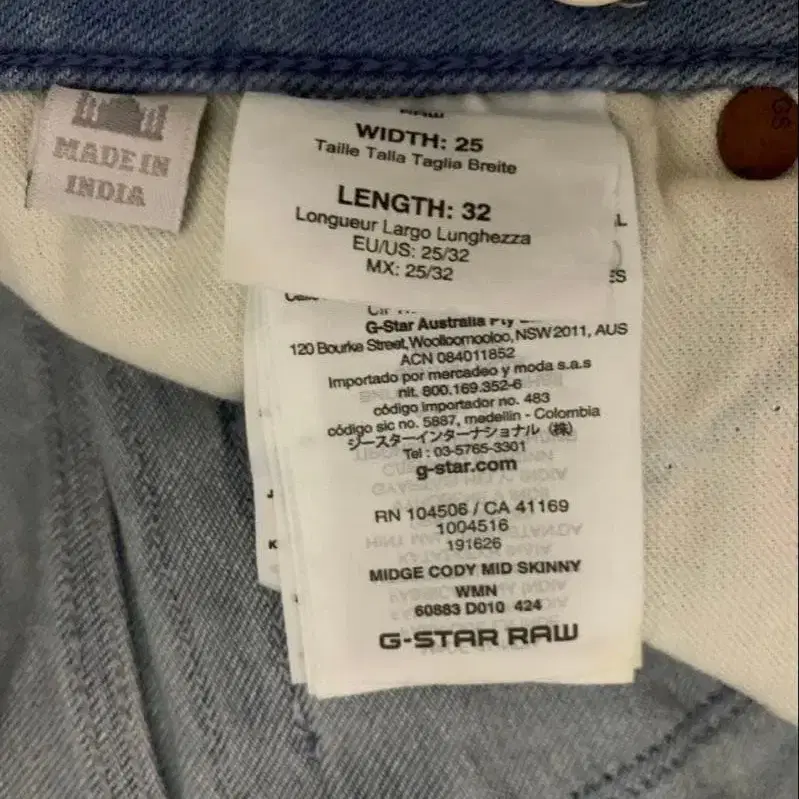 MADE IN
INDIA
RAW
WIDTH: 25
Taille Talla Taglia Breite
LENGTH: 32
Longueur Largo Lunghezza
EU/US: 25/32
MX: 25/32
G-Star Australia Pty
120 Bourke Street, Woolloomooloo, NSW 2011, AUS
ACN 084011852
Importado por mercadeo y moda s.a.s
nit. 800.169.352-6
código importador no. 483
código sic no. 5887, medellin - Colombia
ジースターインターナショナル (株)
Tel : 03-5765-3301
g-star.com
RN 104506 / CA 41169
1004516
191626
MIDGE CODY MID SKINNY
WMN
60883 D010 424
G-STAR RAW